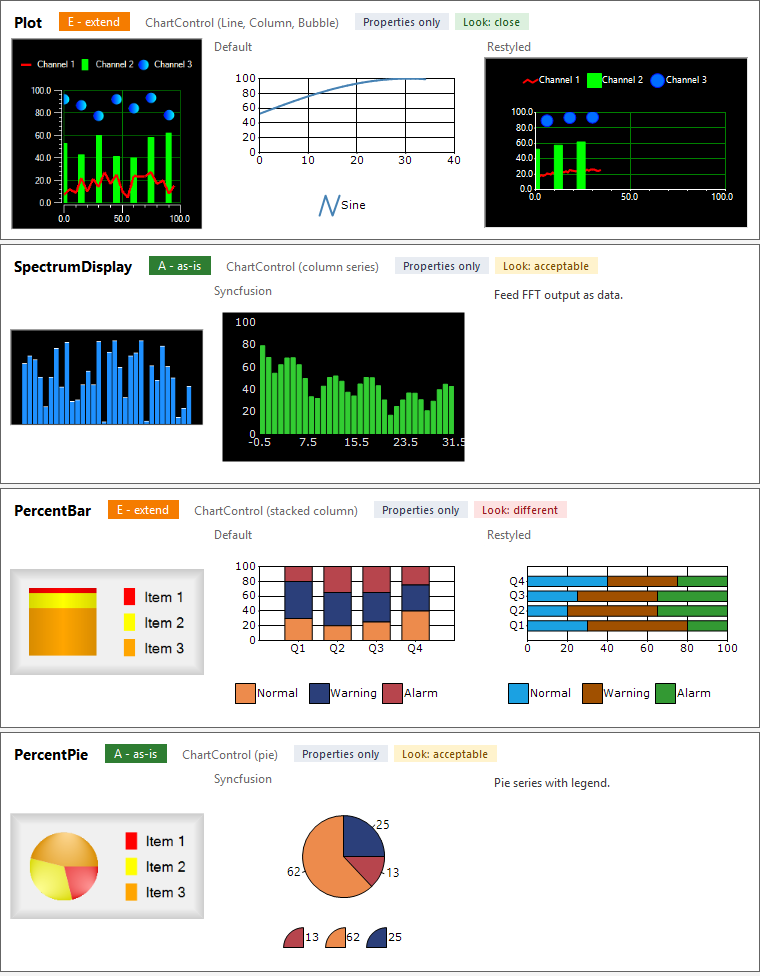 Plot E - extend ChartControl (Line, Column, Bubble) Properties only Look: close
Default Restyled
Channel 1 Channel 2 Channel 3
100.0
80.0
60.0
40.0
20.0
0.0
0.0 50.0 100.0
100
80
60
40
20
0
0 10 20 30 40
Sine
Channel 1 Channel 2 Channel 3
100.0
80.0
60.0
40.0
20.0
0.0
0.0 50.0 100.0
SpectrumDisplay A - as-is ChartControl (column series) Properties only Look: acceptable
Syncfusion
Feed FFT output as data.
100
80
60
40
20
0
-0.5 7.5 15.5 23.5 31.5
PercentBar E - extend ChartControl (stacked column) Properties only Look: different
Default Restyled
Item 1
Item 2
Item 3
100
80
60
40
20
0
Q1 Q2 Q3 Q4
Normal Warning Alarm
Q4
Q3
Q2
Q1
0 20 40 60 80 100
Normal Warning Alarm
PercentPie A - as-is ChartControl (pie) Properties only Look: acceptable
Syncfusion
Pie series with legend.
Item 1
Item 2
Item 3
25
62
13
13 62 25